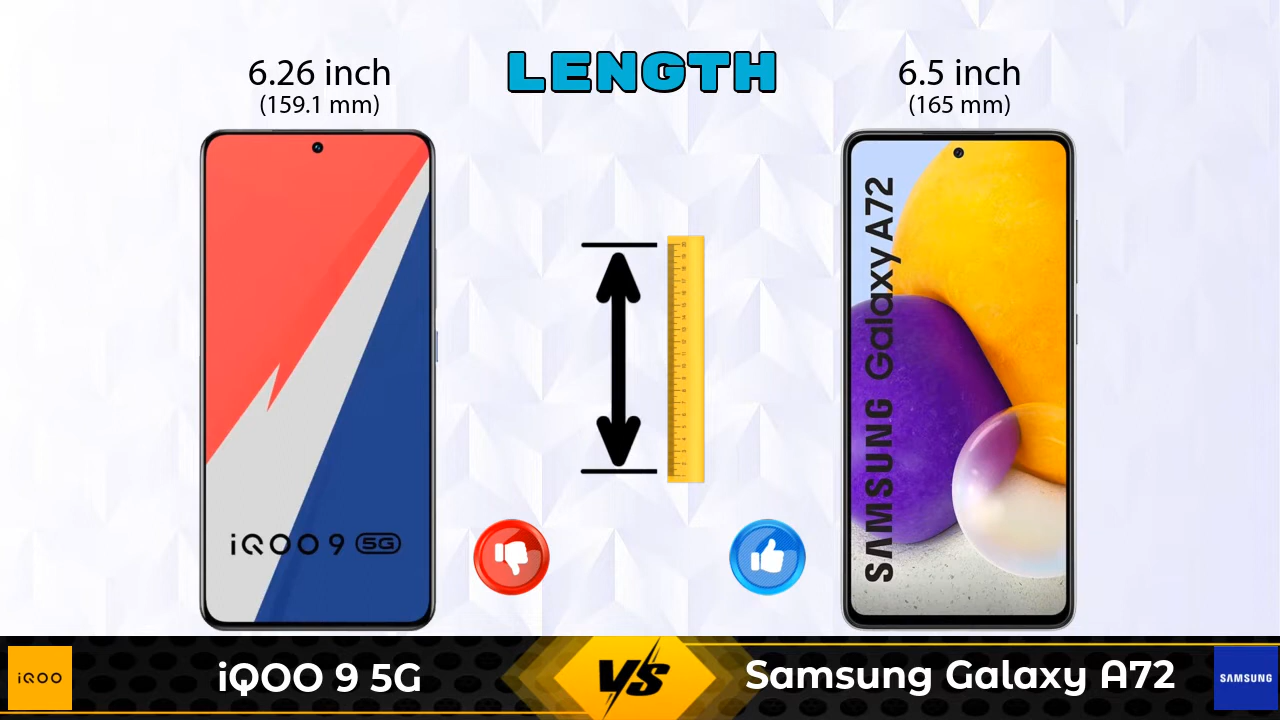 LENGTH
6.26 inch
(159.1 mm)
6.5 inch
(165 mm)
iQOO 9 5G
SAMSUNG Galaxy A72
iQOO
iQOO 9 5G
VS
Samsung Galaxy A72
SAMSUNG